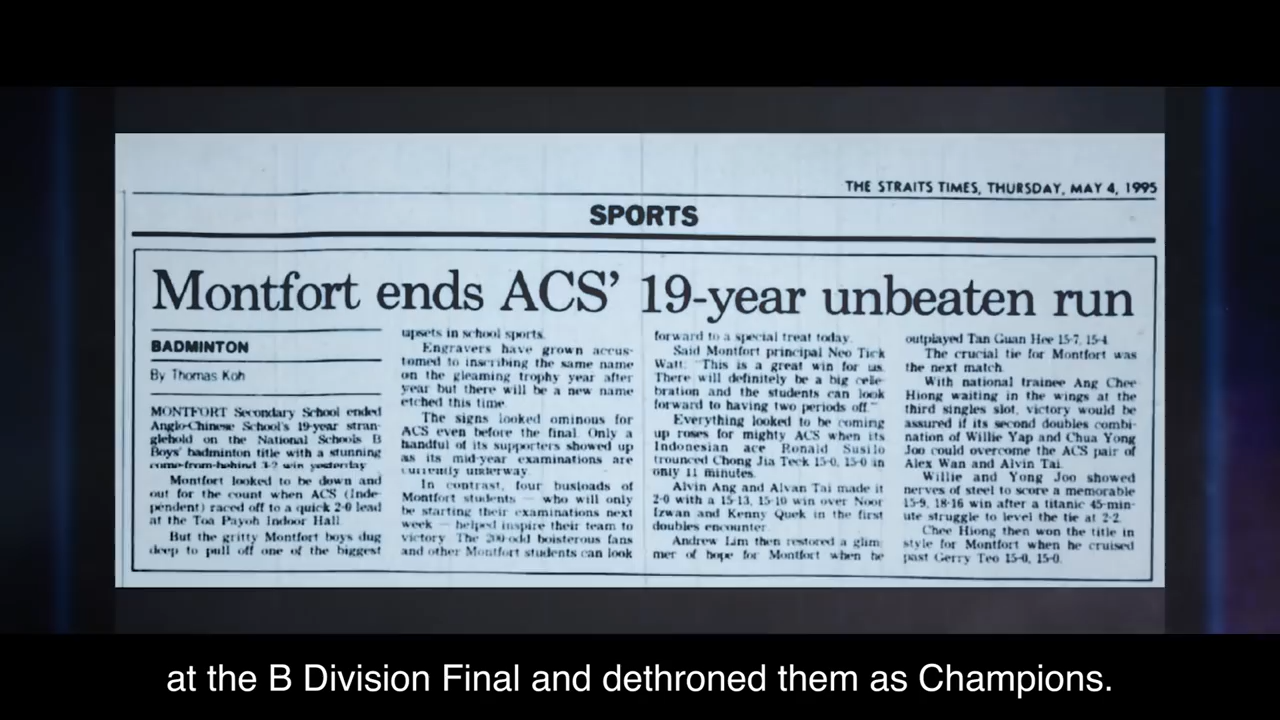 THE STRAITS TIMES, THURSDAY, MAY 4, 1995
SPORTS
Montfort ends ACS' 19-year unbeaten run
BADMINTON
By Thomas Koh
MONTFORT Secondary School ended
Anglo-Chinese School's 19-year stran-
glehold on the National Schools B
Boys' badminton title with a stunning
come-from-behind 3-2 win yesterday
Montfort looked to be down and
out for the count when ACS (Inde-
pendent) raced off to a quick 2-0 lead
at the Toa Payoh Indoor Hall.
But the gritty Montfort boys dug
deep to pull off one of the biggest
upsets in school sports.
Engravers have grown accus-
tomed to inscribing the same name
on the gleaming trophy year after
year but there will be a new name
etched this time.
The signs looked ominous for
ACS even before the final. Only a
handful of its supporters showed up
as its mid-year examinations are
currently underway.
In contrast, four busloads of
Montfort students — who will only
be starting their examinations next
week — helped inspire their team to
victory. The 200-odd boisterous fans
and other Montfort students can look
forward to a special treat today.
Said Montfort principal Neo Tick
Watt: "This is a great win for us.
There will definitely be a big cele-
bration and the students can look
forward to having two periods off."
Everything looked to be coming
up roses for mighty ACS when its
Indonesian ace Ronald Susilo
trounced Chong Jia Teck 15-0, 15-0 in
only 11 minutes.
Alvin Ang and Alvan Tai made it
2-0 with a 15-13, 15-10 win over Noor
Izwan and Kenny Quek in the first
doubles encounter.
Andrew Lim then restored a glim-
mer of hope for Montfort when he
outplayed Tan Guan Hee 15-7, 15-4.
The crucial tie for Montfort was
the next match.
With national trainee Ang Chee
Hiong waiting in the wings at the
third singles slot, victory would be
assured if its second doubles combi-
nation of Willie Yap and Chua Yong
Joo could overcome the ACS pair of
Alex Wan and Alvin Tai.
Willie and Yong Joo showed
nerves of steel to score a memorable
15-9, 18-16 win after a titanic 45-min-
ute struggle to level the tie at 2-2.
Chee Hiong then won the title in
style for Montfort when he cruised
past Gerry Teo 15-0, 15-0.
at the B Division Final and dethroned them as Champions.